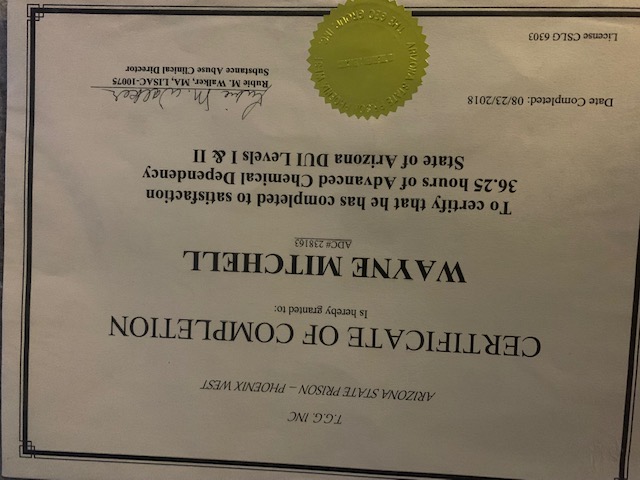 T.G.G. INC
ARIZONA STATE PRISON – PHOENIX WEST
CERTIFICATE OF COMPLETION
Is hereby granted to:
WAYNE MITCHELL
ADC# 238163
To certify that he has completed to satisfaction
36.25 hours of Advanced Chemical Dependency
State of Arizona DUI Levels I & II
Date Completed: 08/23/2018
License CSLG 6303
ARIZONA STATE
Rubie M. Walker
Rubie M. Walker, MA, LISAC-10075
Substance Abuse Clinical Director